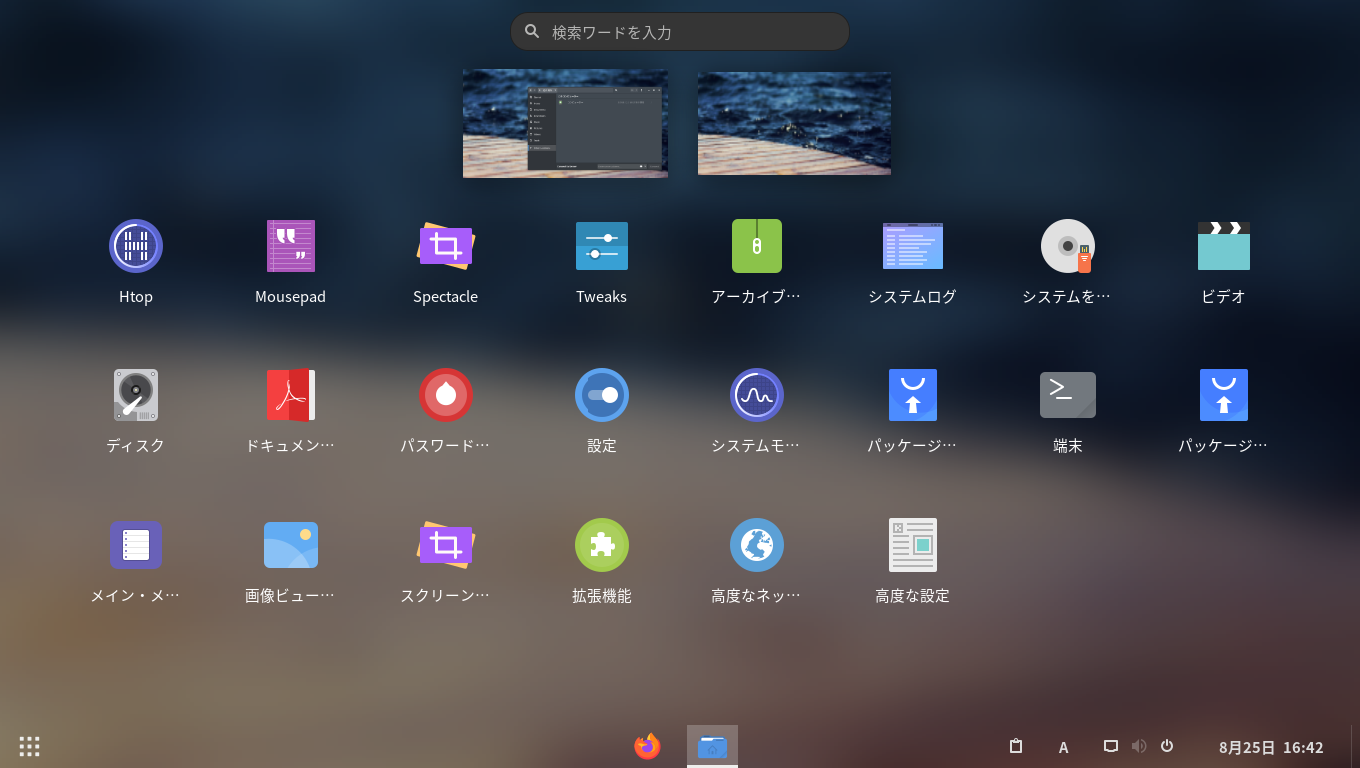 検索ワードを入力
Htop
Mousepad
Spectacle
Tweaks
アーカイブ…
システムログ
システムを…
ビデオ
ディスク
ドキュメン…
パスワード…
設定
システムモ…
パッケージ…
端末
パッケージ…
メイン・メ…
画像ビュー…
スクリーン…
拡張機能
高度なネッ…
高度な設定
A
8月25日 16:42